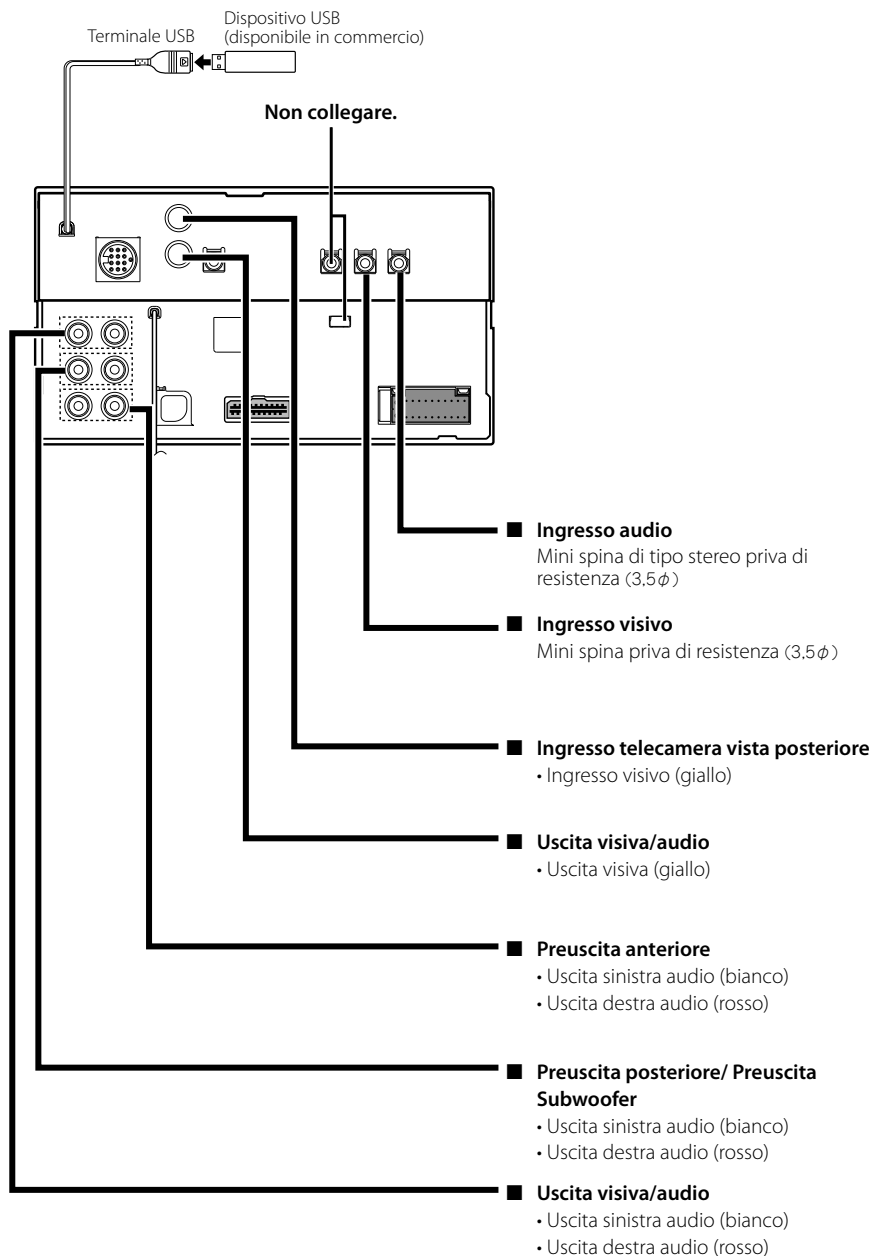 Dispositivo USB
(disponibile in commercio)
Terminale USB
Non collegare.
■ Ingresso audio
Mini spina di tipo stereo priva di
resistenza (3,5φ)
■ Ingresso visivo
Mini spina priva di resistenza (3,5φ)
■ Ingresso telecamera vista posteriore
• Ingresso visivo (giallo)
■ Uscita visiva/audio
• Uscita visiva (giallo)
■ Preuscita anteriore
• Uscita sinistra audio (bianco)
• Uscita destra audio (rosso)
■ Preuscita posteriore/ Preuscita
Subwoofer
• Uscita sinistra audio (bianco)
• Uscita destra audio (rosso)
■ Uscita visiva/audio
• Uscita sinistra audio (bianco)
• Uscita destra audio (rosso)